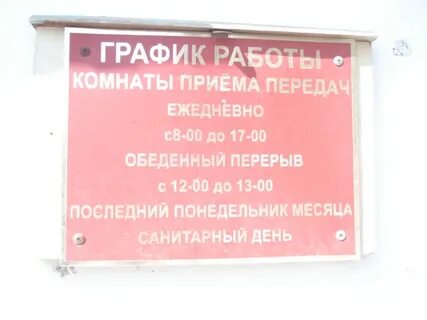 ГРАФИК РАБОТЫ
КОМНАТЫ ПРИЁМА ПЕРЕДАЧ
ЕЖЕДНЕВНО
с8-00 до 17-00
ОБЕДЕННЫЙ ПЕРЕРЫВ
с 12-00 до 13-00
ПОСЛЕДНИЙ ПОНЕДЕЛЬНИК МЕСЯЦА
САНИТАРНЫЙ ДЕНЬ